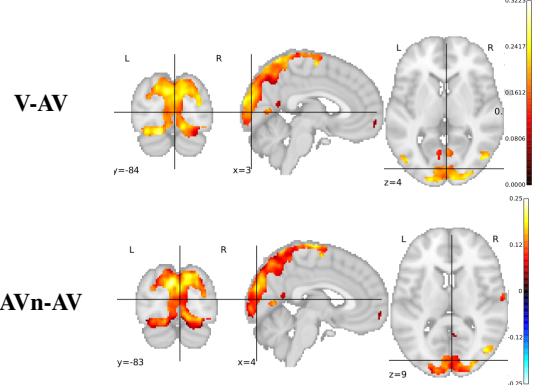 0.3223
L R
0.2417
V-AV
0.1612
0.
0.0806
y=-84 x=3 z=4
0.0000
0.25
L R L R
0.12
AVn-AV
0
-0.12
y=-83 x=4 z=9
-0.25